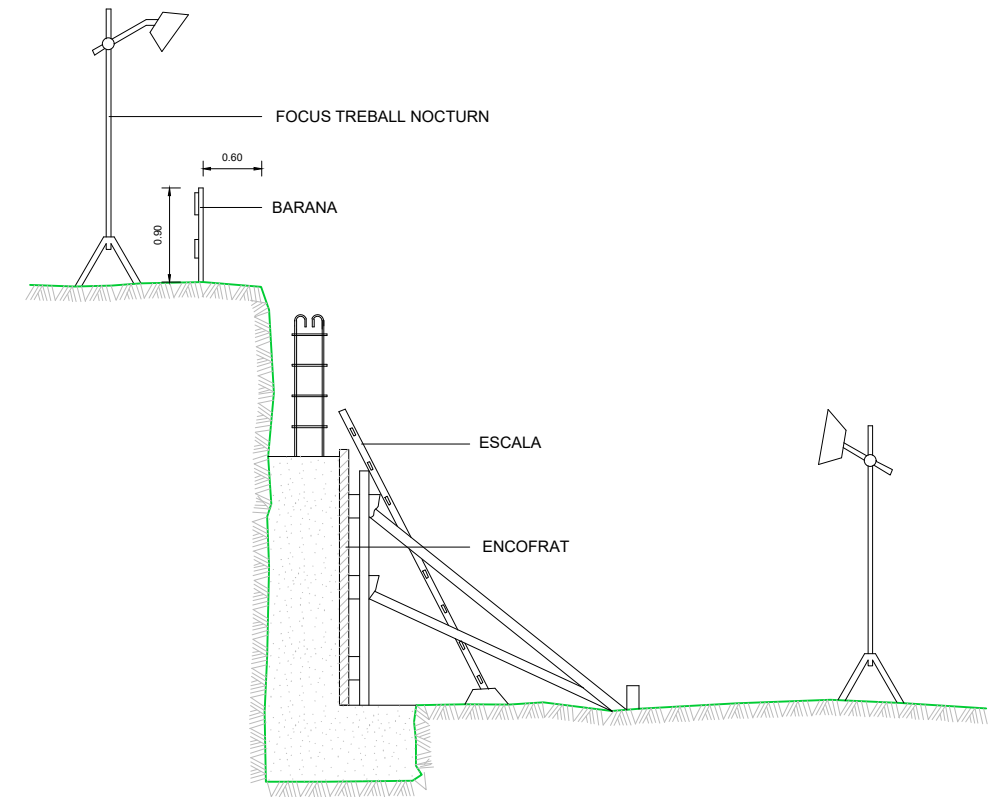 FOCUS TREBALL NOCTURN
0.60
BARANA
0.90
ESCALA
ENCOFRAT